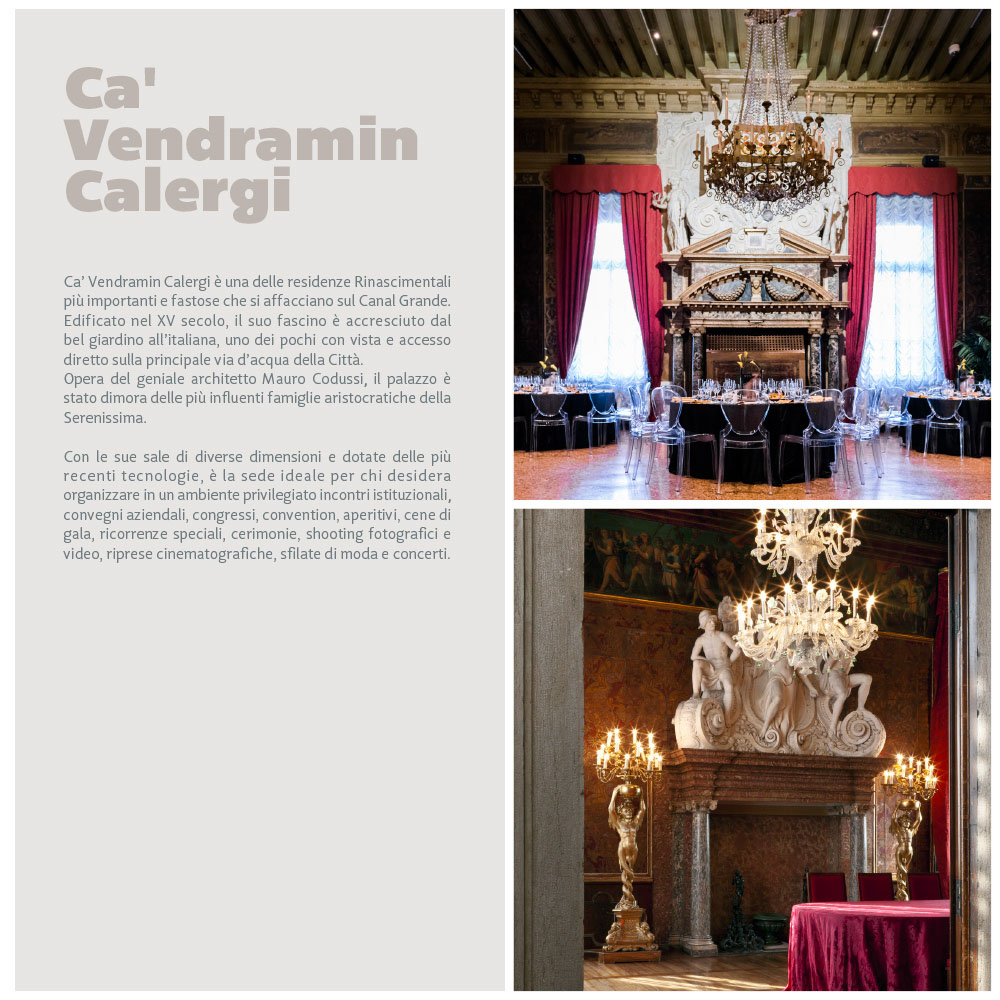 Ca'
Vendramin
Calergi
Ca’ Vendramin Calergi è una delle residenze Rinascimentali
più importanti e fastose che si affacciano sul Canal Grande.
Edificato nel XV secolo, il suo fascino è accresciuto dal
bel giardino all’italiana, uno dei pochi con vista e accesso
diretto sulla principale via d’acqua della Città.
Opera del geniale architetto Mauro Codussi, il palazzo è
stato dimora delle più influenti famiglie aristocratiche della
Serenissima.
Con le sue sale di diverse dimensioni e dotate delle più
recenti tecnologie, è la sede ideale per chi desidera
organizzare in un ambiente privilegiato incontri istituzionali,
convegni aziendali, congressi, convention, aperitivi, cene di
gala, ricorrenze speciali, cerimonie, shooting fotografici e
video, riprese cinematografiche, sfilate di moda e concerti.